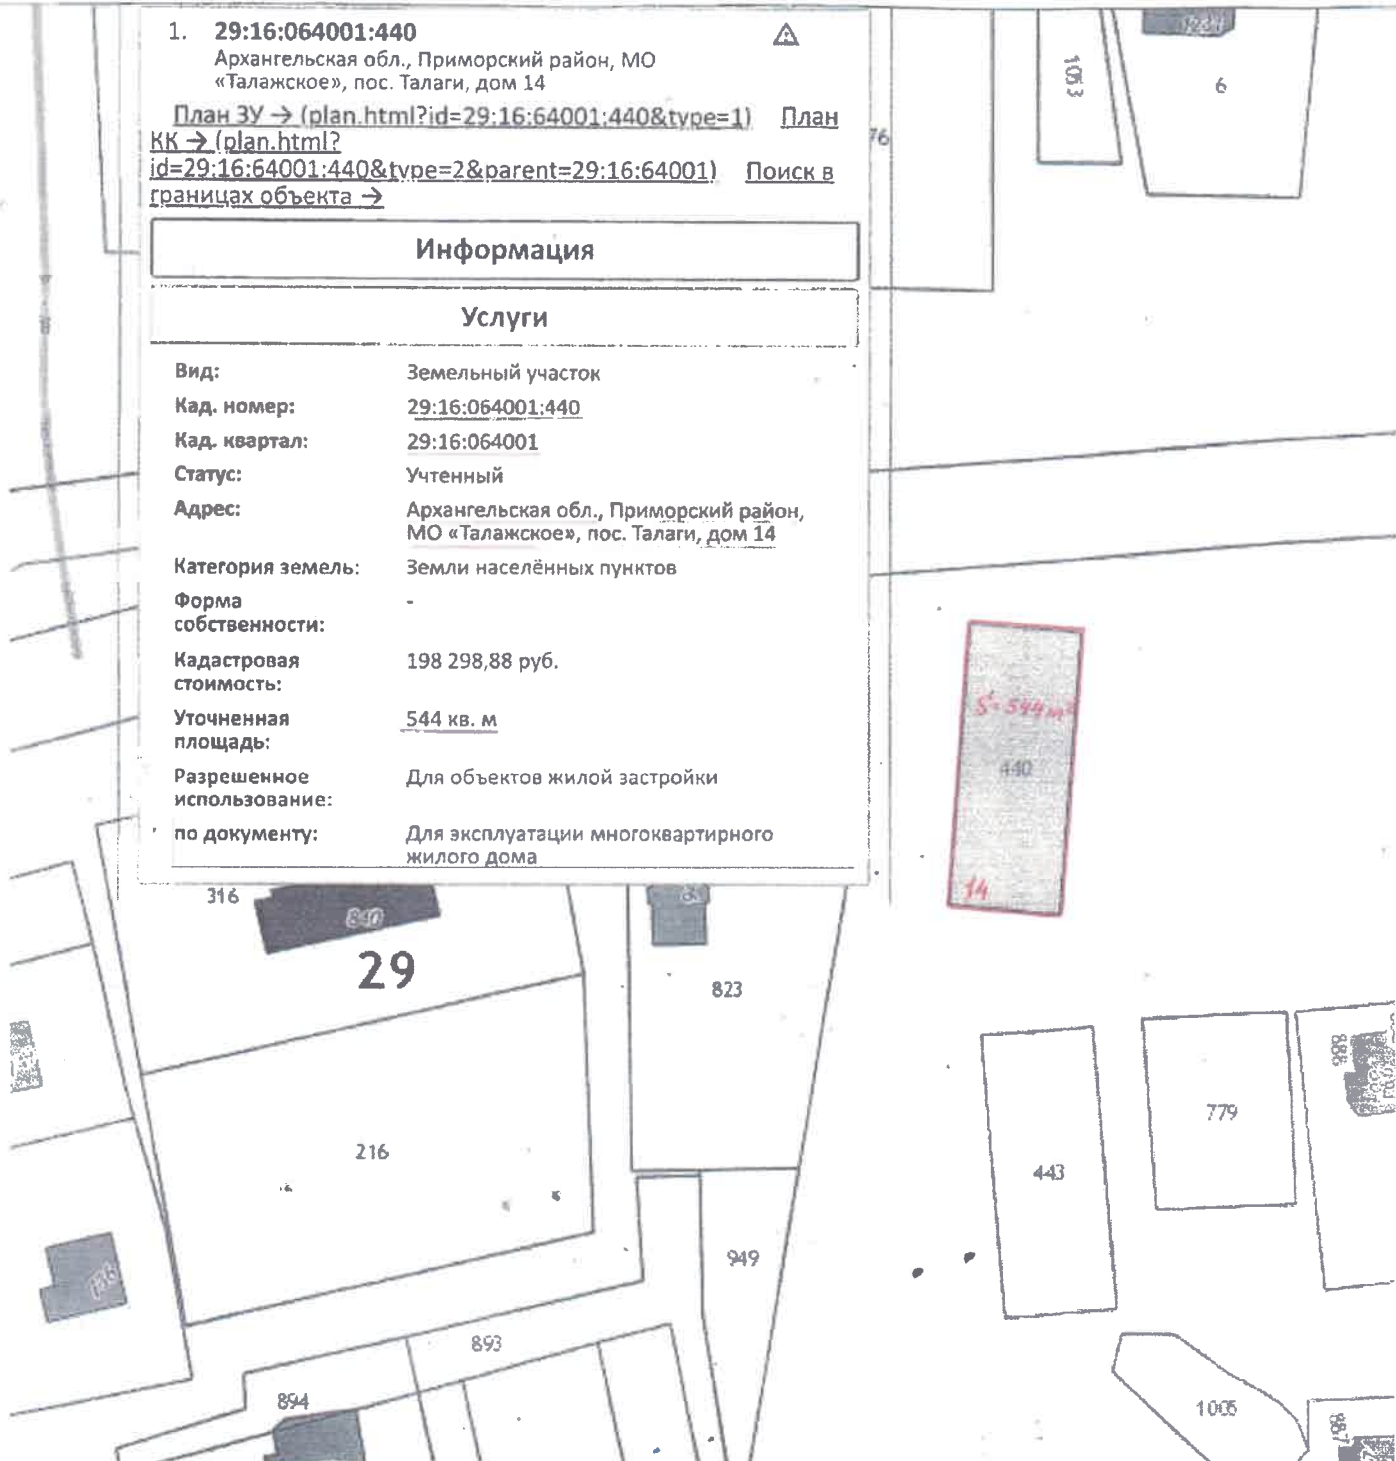 1. 29:16:064001:440
Архангельская обл., Приморский район, МО
«Талажское», пос. Талаги, дом 14
План ЗУ → (plan.html?id=29:16:64001:440&type=1) План
КК → (plan.html?
id=29:16:64001:440&type=2&parent=29:16:64001) Поиск в
границах объекта →
Информация
Услуги
Вид: Земельный участок
Кад. номер: 29:16:064001:440
Кад. квартал: 29:16:064001
Статус: Учтенный
Адрес: Архангельская обл., Приморский район,
МО «Талажское», пос. Талаги, дом 14
Категория земель: Земли населённых пунктов
Форма -
собственности:
Кадастровая 198 298,88 руб.
стоимость:
Уточненная 544 кв. м
площадь:
Разрешенное Для объектов жилой застройки
использование:
по документу: Для эксплуатации многоквартирного
жилого дома
1053
6
76
S=544м²
440
14
316
840
29
823
216
949
443
779
888
893
894
1005
887